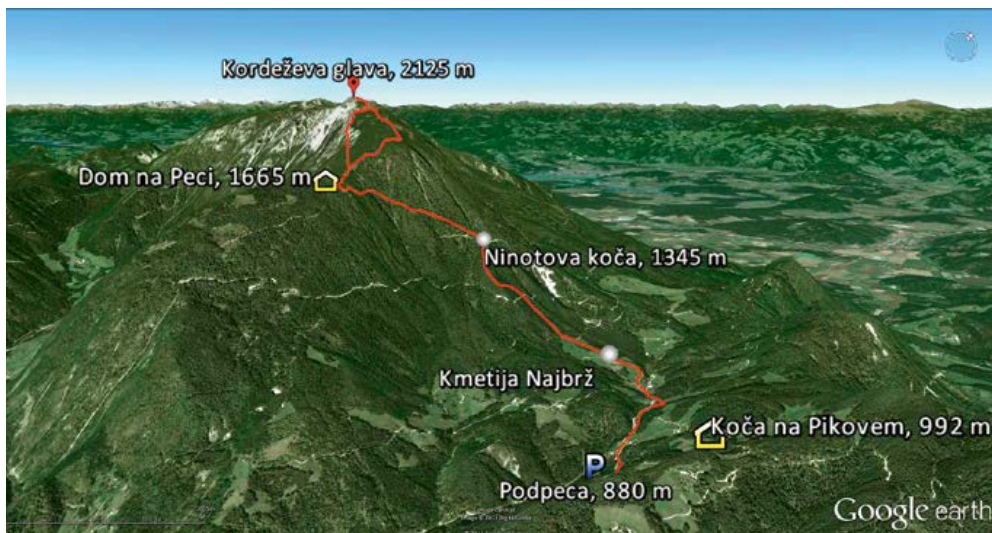 Kordeževa glava, 2125 m
Dom na Peci, 1665 m
Ninotova koča, 1345 m
Kmetija Najbrž
Koča na Pikovem, 992 m
P
Podpeca, 880 m
Google earth